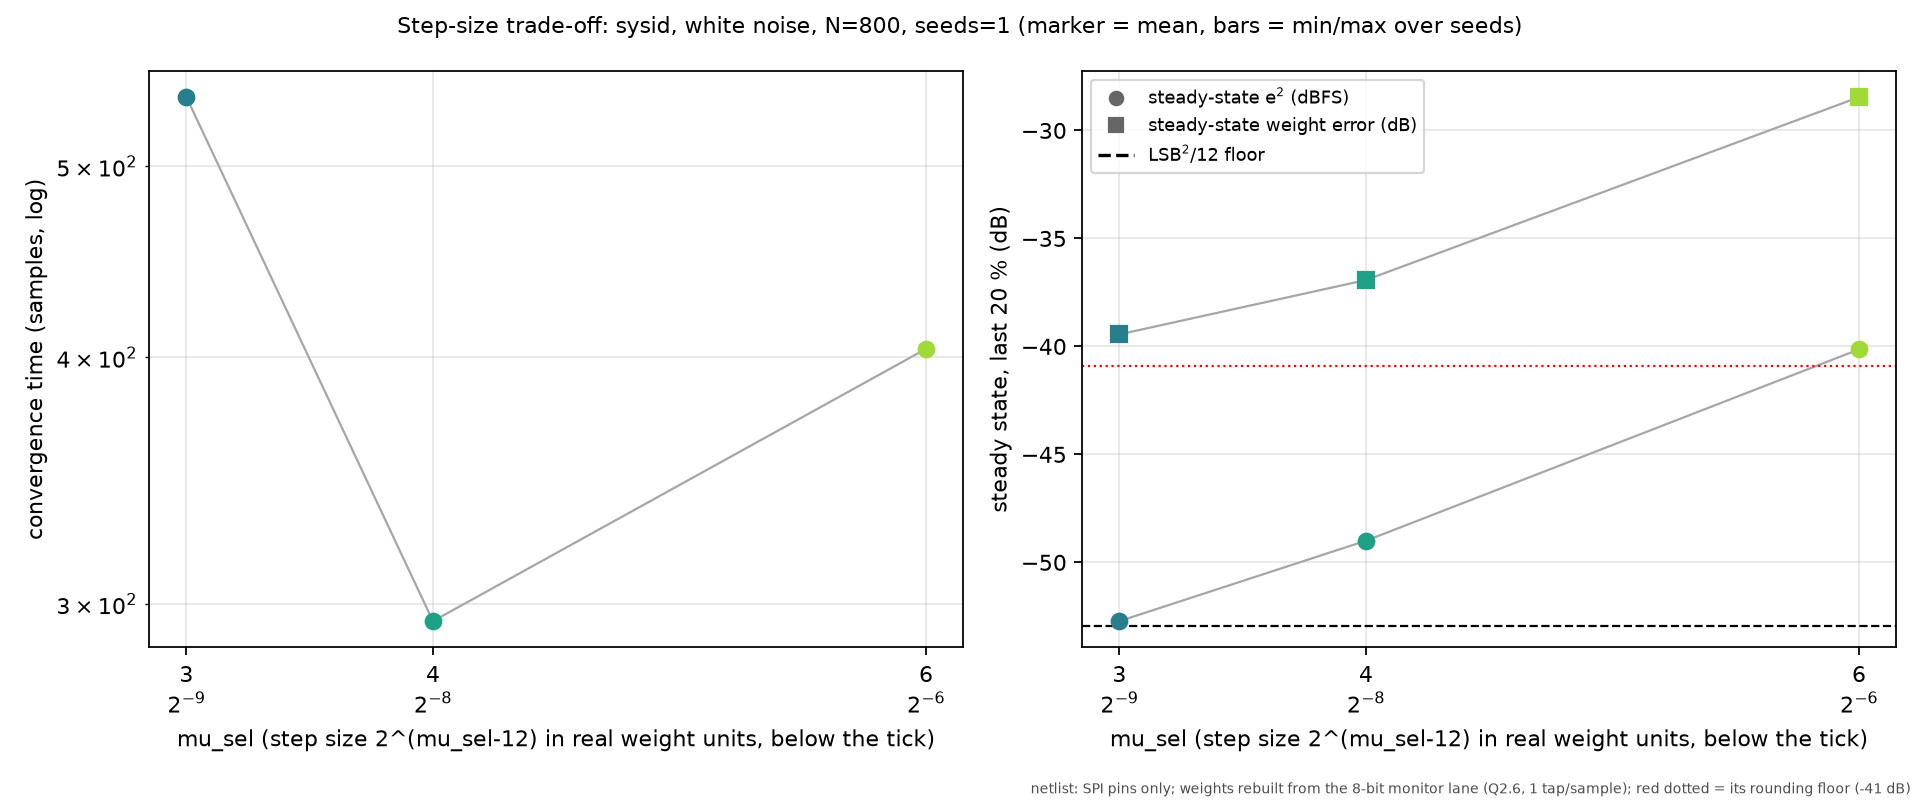 Step-size trade-off: sysid, white noise, N=800, seeds=1 (marker = mean, bars = min/max over seeds)
convergence time (samples, log)
5 × 10²
4 × 10²
3 × 10²
3
2⁻⁹
4
2⁻⁸
6
2⁻⁶
mu_sel (step size 2^(mu_sel-12) in real weight units, below the tick)
steady state, last 20 % (dB)
−30
−35
−40
−45
−50
steady-state e² (dBFS)
steady-state weight error (dB)
LSB²/12 floor
3
2⁻⁹
4
2⁻⁸
6
2⁻⁶
mu_sel (step size 2^(mu_sel-12) in real weight units, below the tick)
netlist: SPI pins only; weights rebuilt from the 8-bit monitor lane (Q2.6, 1 tap/sample); red dotted = its rounding floor (-41 dB)